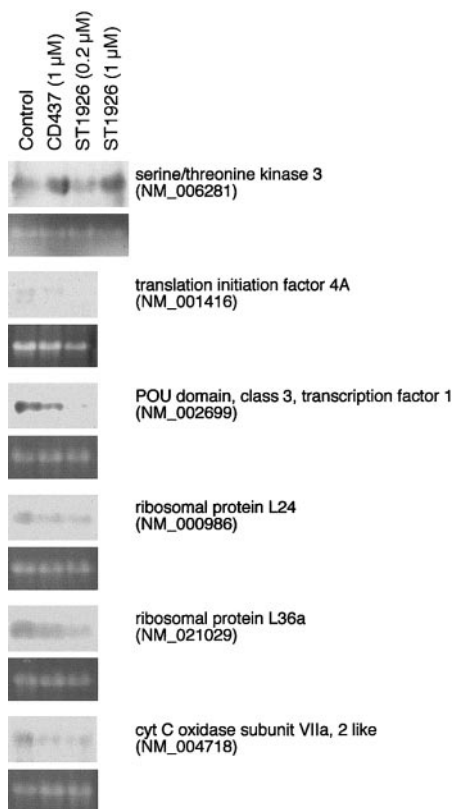 Control
CD437 (1 µM)
ST1926 (0.2 µM)
ST1926 (1 µM)
serine/threonine kinase 3
(NM_006281)
translation initiation factor 4A
(NM_001416)
POU domain, class 3, transcription factor 1
(NM_002699)
ribosomal protein L24
(NM_000986)
ribosomal protein L36a
(NM_021029)
cyt C oxidase subunit VIIa, 2 like
(NM_004718)